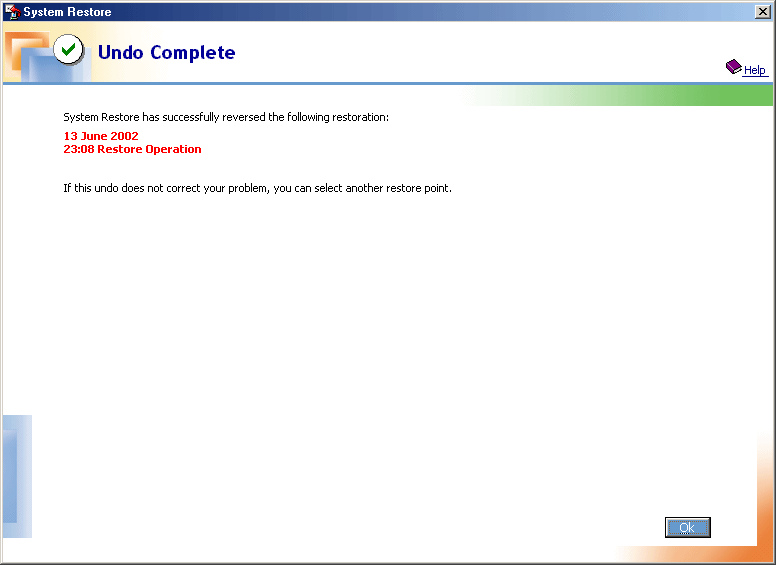 System Restore
Undo Complete
Help
System Restore has successfully reversed the following restoration:
13 June 2002
23:08 Restore Operation
If this undo does not correct your problem, you can select another restore point.
Ok